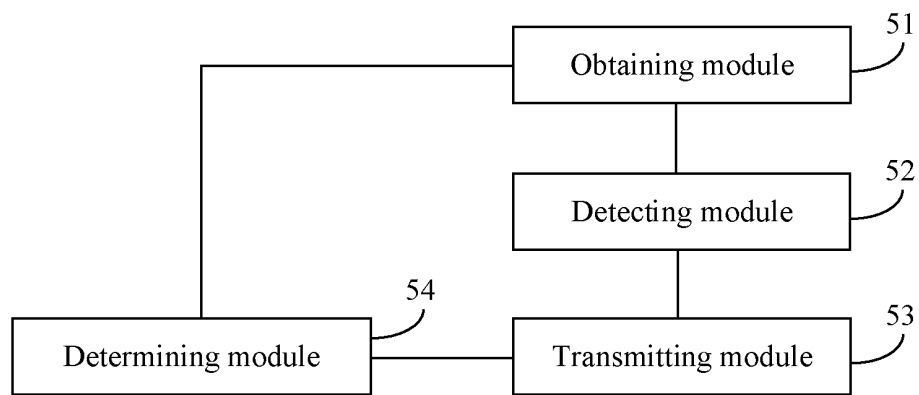 51
Obtaining module
52
Detecting module
54
53
Determining module
Transmitting module